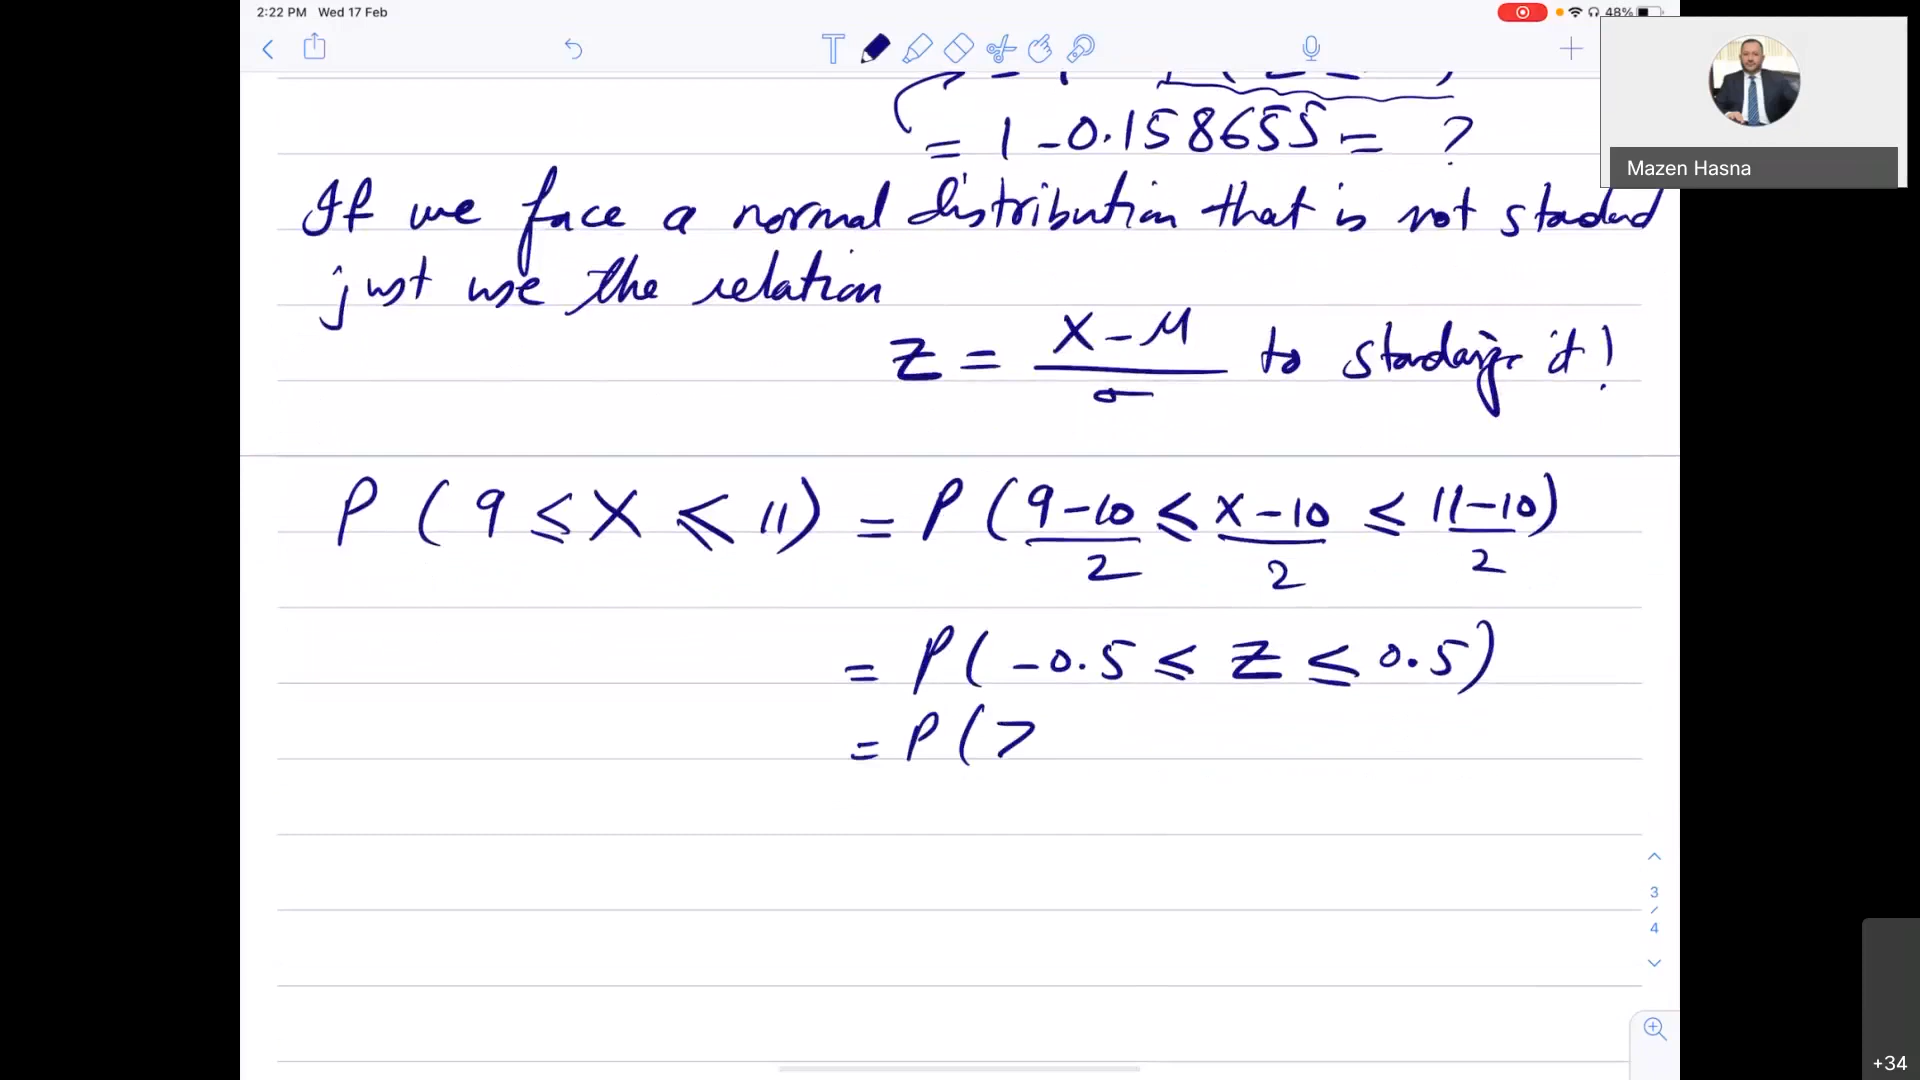 2:22 PM Wed 17 Feb
48%
Mazen Hasna
= 1 - 0.158655 = ?
If we face a normal distribution that is not standard
just use the relation
Z = X - μ / σ to standarize it!
P ( 9 ≤ X ≤ 11 ) = P ( 9-10 / 2 ≤ X-10 / 2 ≤ 11-10 / 2 )
= P ( -0.5 ≤ Z ≤ 0.5 )
= P (
3
/
4
+34